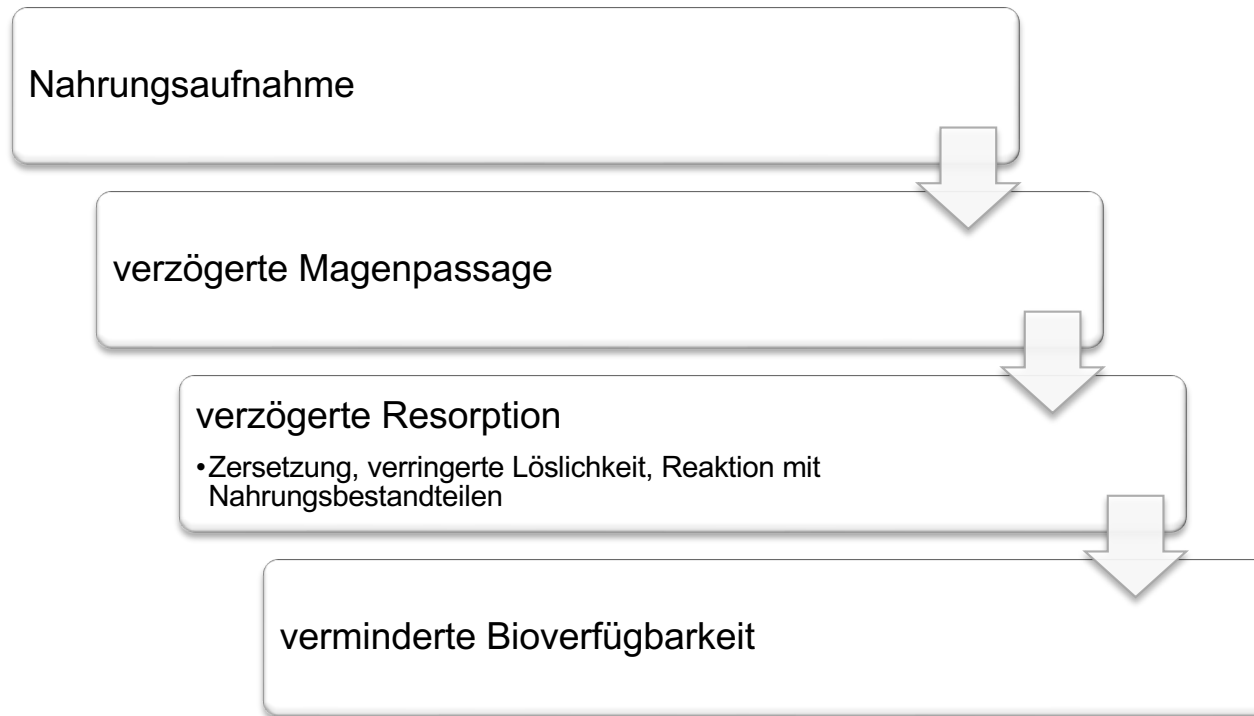 Nahrungsaufnahme
verzögerte Magenpassage
verzögerte Resorption
•Zersetzung, verringerte Löslichkeit, Reaktion mit
Nahrungsbestandteilen
verminderte Bioverfügbarkeit